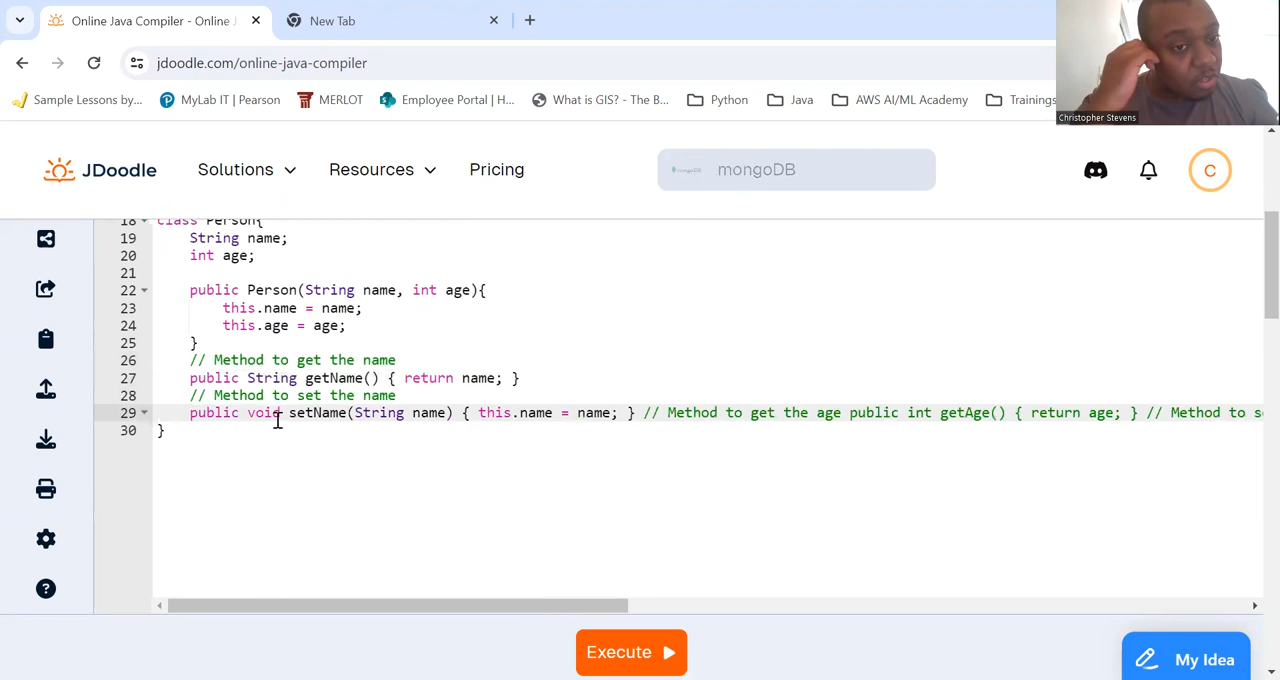 Online Java Compiler - Online J
New Tab
jdoodle.com/online-java-compiler
Sample Lessons by...
MyLab IT | Pearson
MERLOT
Employee Portal | H...
What is GIS? - The B...
Python
Java
AWS AI/ML Academy
Trainings
Christopher Stevens
JDoodle
Solutions
Resources
Pricing
mongoDB
mongoDB
C
18 class Person{
19 String name;
20 int age;
21
22 public Person(String name, int age){
23 this.name = name;
24 this.age = age;
25 }
26 // Method to get the name
27 public String getName() { return name; }
28 // Method to set the name
29 public void setName(String name) { this.name = name; } // Method to get the age public int getAge() { return age; } // Method to s
30 }
Execute
My Idea